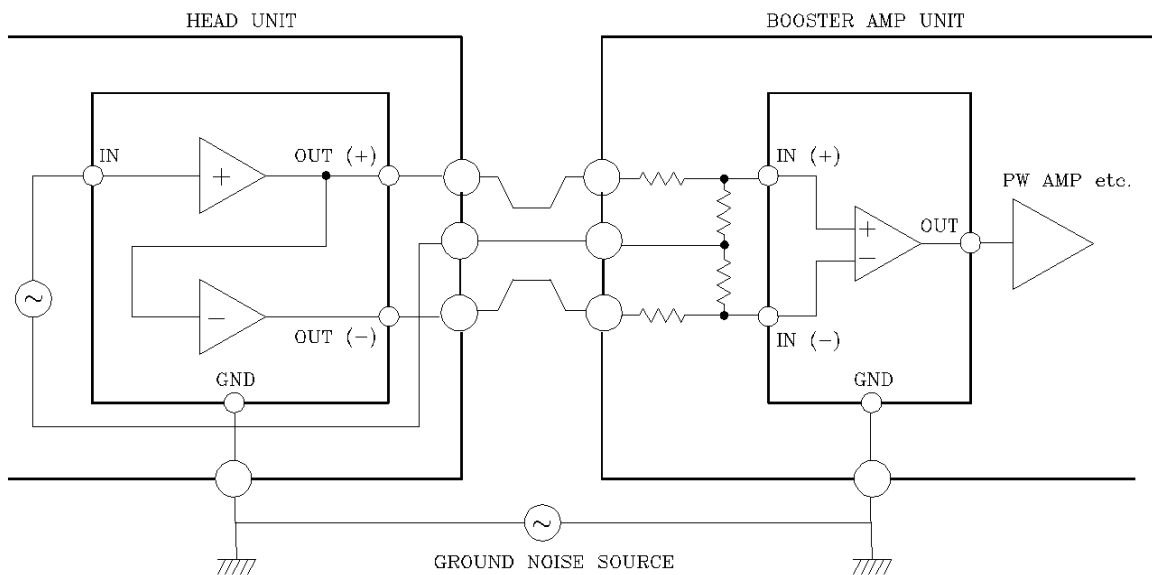 HEAD UNIT
BOOSTER AMP UNIT
IN
+
OUT (+)
IN (+)
PW AMP etc.
+
−
OUT
~
−
OUT (−)
IN (−)
GND
GND
~
GROUND NOISE SOURCE